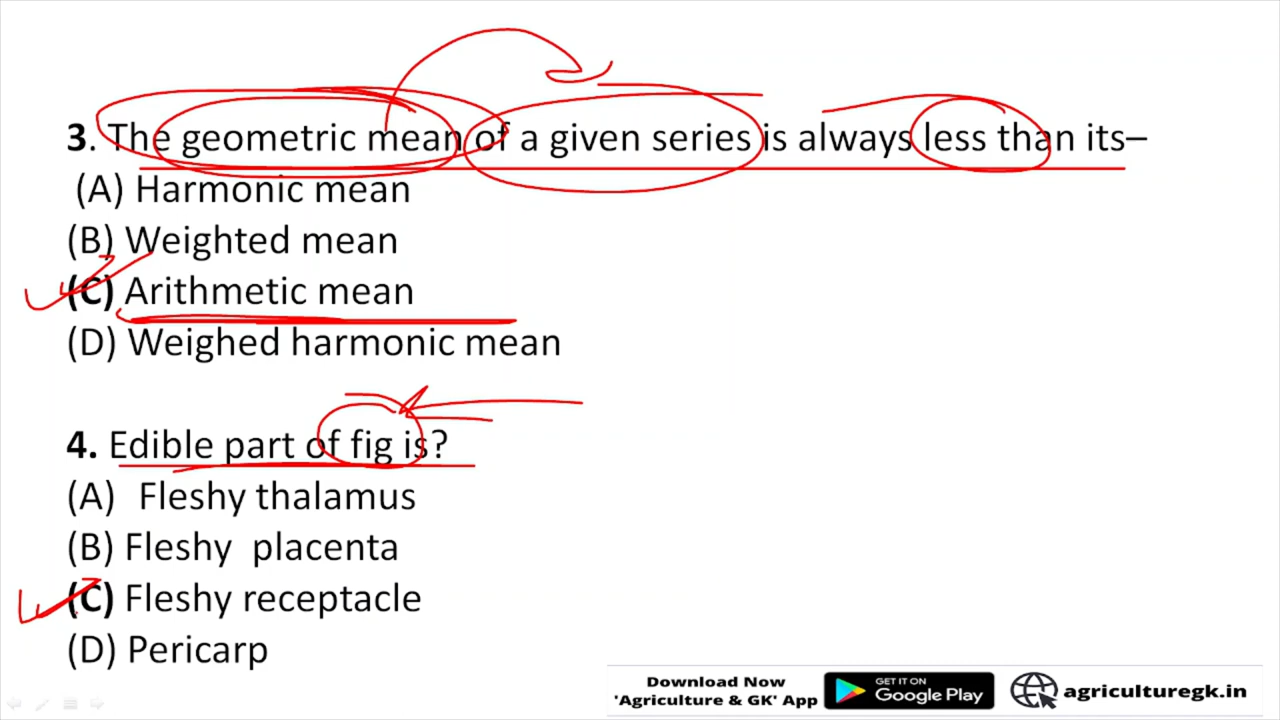 3. The geometric mean of a given series is always less than its–
(A) Harmonic mean
(B) Weighted mean
(C) Arithmetic mean
(D) Weighed harmonic mean
4. Edible part of fig is?
(A) Fleshy thalamus
(B) Fleshy placenta
(C) Fleshy receptacle
(D) Pericarp
Download Now
'Agriculture & GK' App
GET IT ON
Google Play
agriculturegk.in